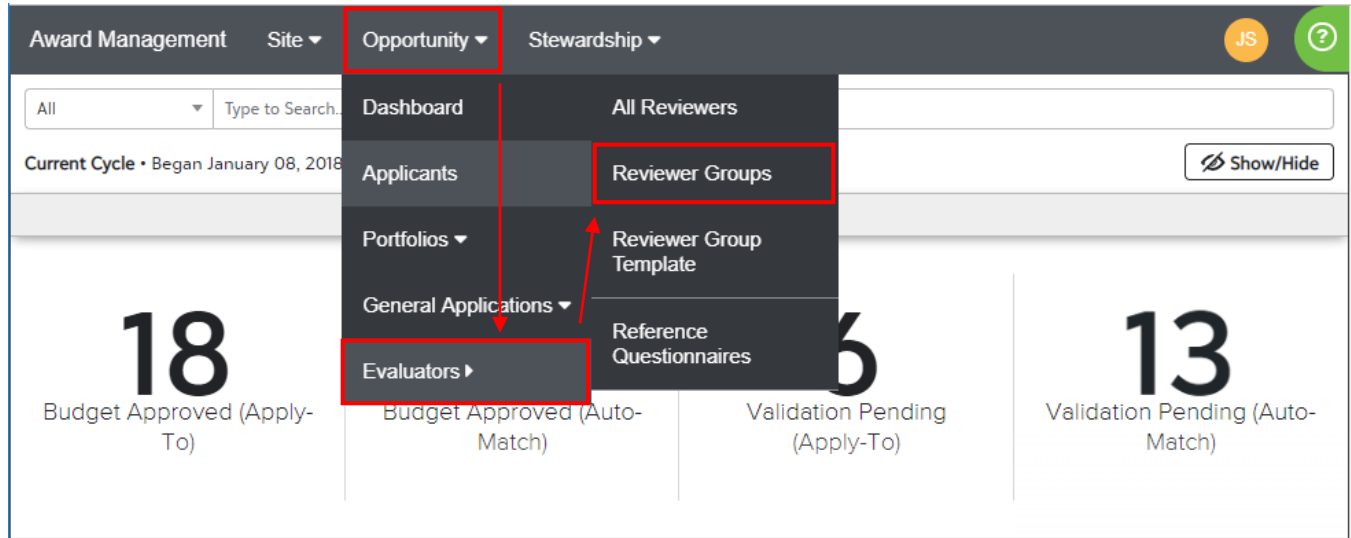 Award Management Site Opportunity Stewardship JS ?
All Type to Search.. Dashboard All Reviewers
Current Cycle • Began January 08, 2018 Applicants Reviewer Groups Show/Hide
Portfolios Reviewer Group
Template
General Applications Reference
Questionnaires
Evaluators
18 13
Budget Approved (Apply-
To)
Budget Approved (Auto-
Match)
Validation Pending
(Apply-To)
Validation Pending (Auto-
Match)